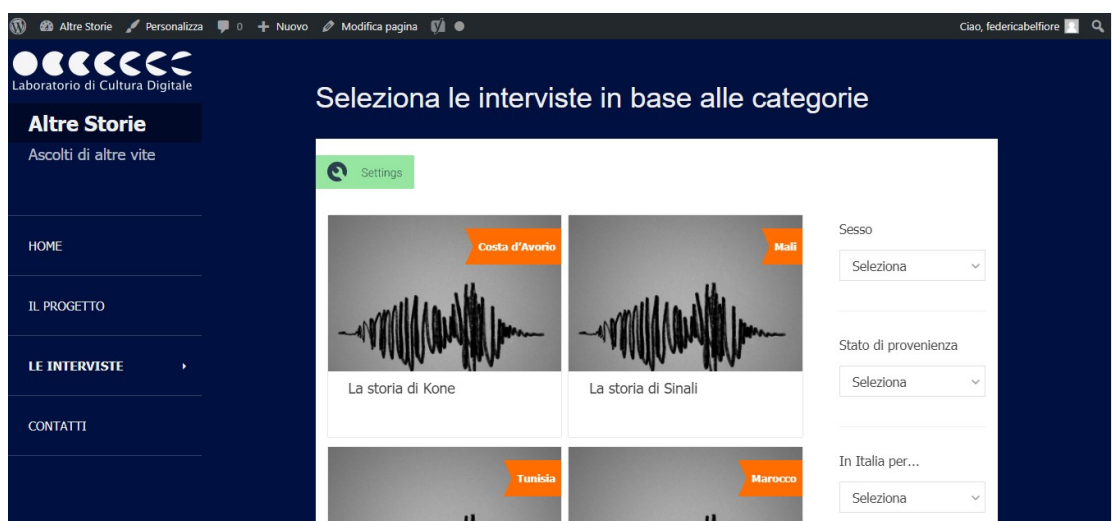 Altre Storie Personalizza 0 Nuovo Modifica pagina Ciao, federicabelfiore
Laboratorio di Cultura Digitale
Altre Storie
Ascolti di altre vite
HOME
IL PROGETTO
LE INTERVISTE
CONTATTI
Seleziona le interviste in base alle categorie
Settings
Costa d'Avorio
Mali
La storia di Kone
La storia di Sinali
Tunisia
Marocco
Sesso
Seleziona
Stato di provenienza
Seleziona
In Italia per...
Seleziona